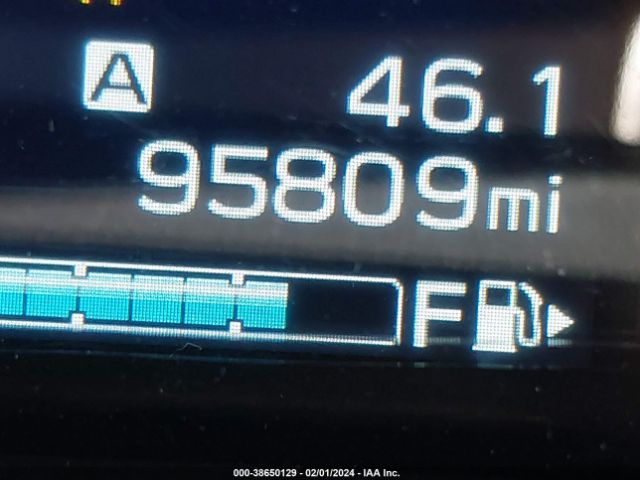 A 46.1
95809mi
F
000-38650129 - 02/01/2024 - IAA Inc.